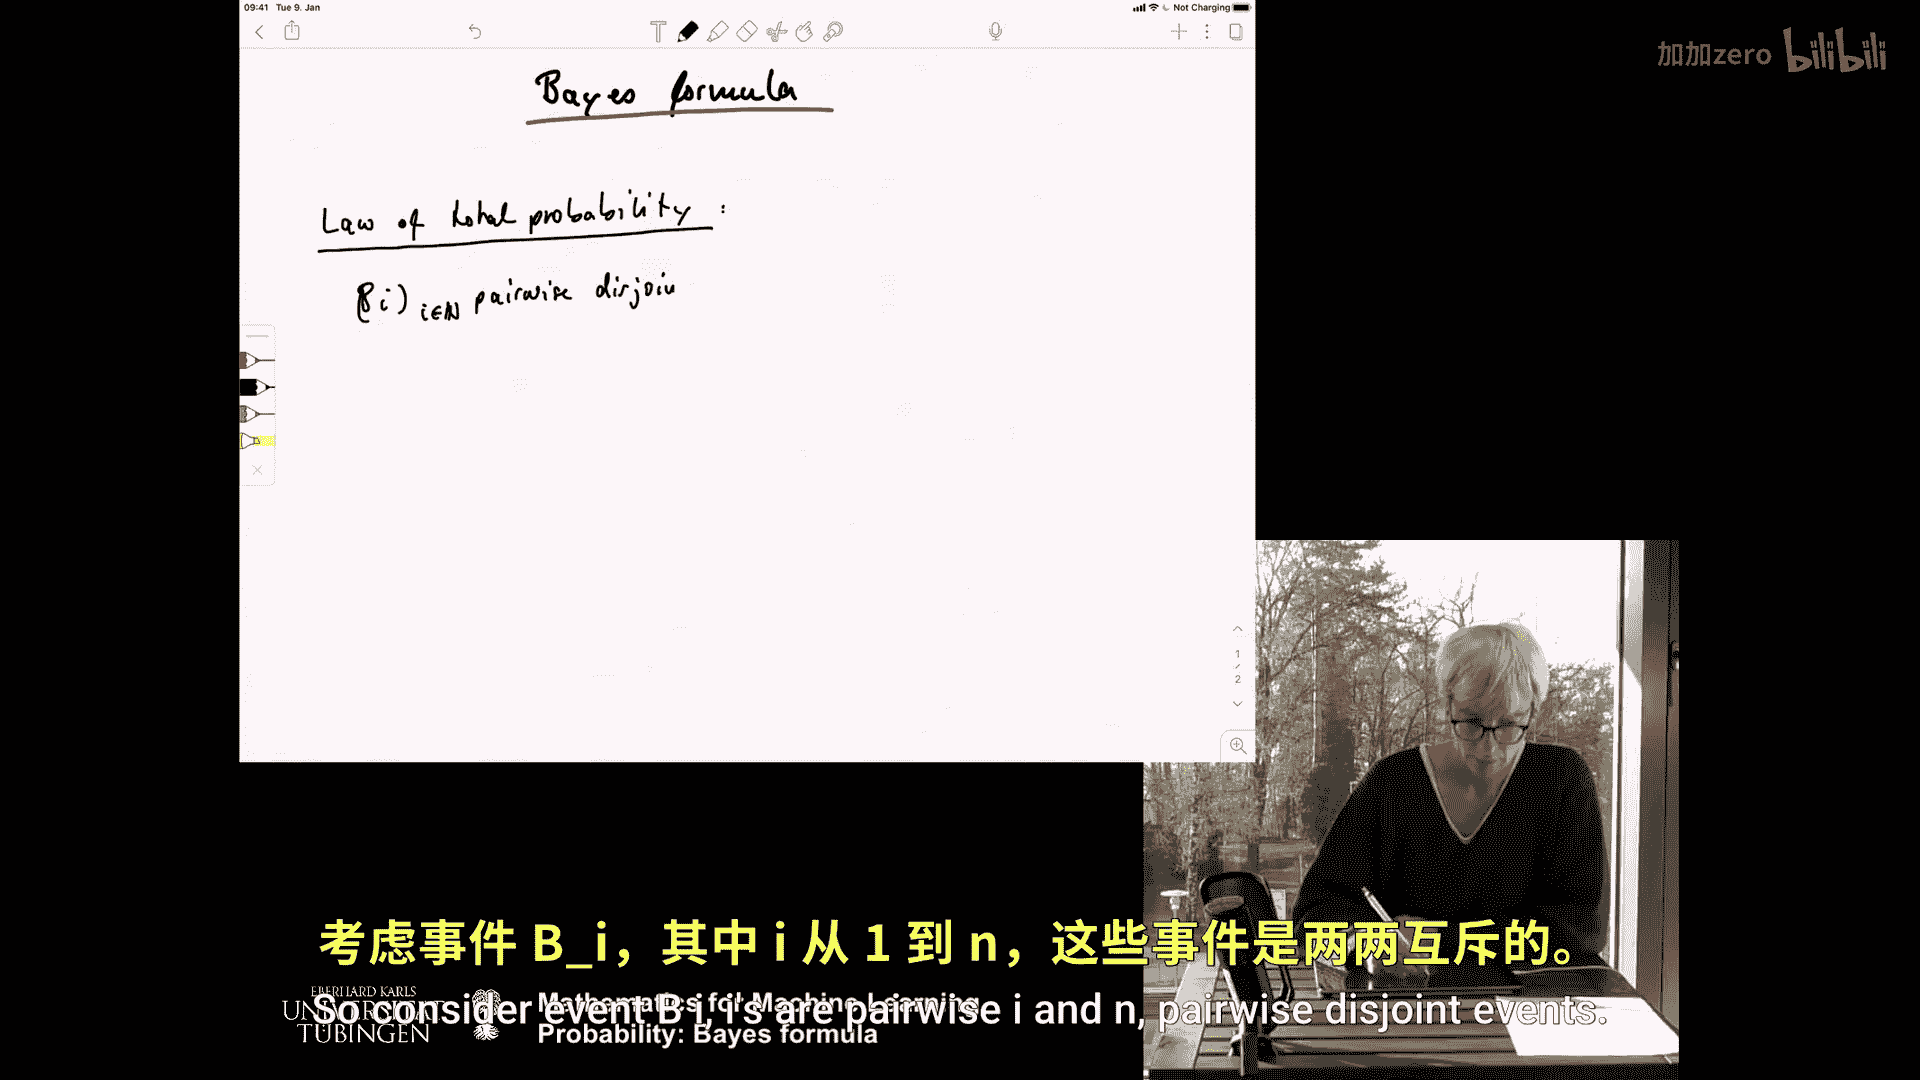 09:41 Tue 9. Jan
Not Charging
加加zero bilibili
Bayes formula
Law of total probability :
(Bi) i∈ℕ pairwise disjoin
1
2
考虑事件 B_i，其中 i 从 1 到 n，这些事件是两两互斥的。
So consider event B i, i's are pairwise i and n, pairwise disjoint events.
EBERHARD KARLS
UNIVERSITÄT
TÜBINGEN
Mathematics for Machine Learning
Probability: Bayes formula